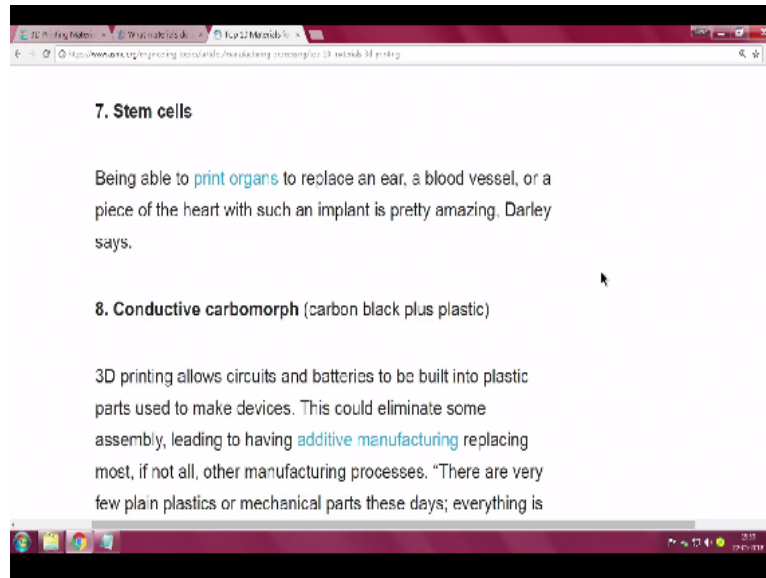 7. Stem cells
Being able to print organs to replace an ear, a blood vessel, or a
piece of the heart with such an implant is pretty amazing, Darley
says.
8. Conductive carbomorph (carbon black plus plastic)
3D printing allows circuits and batteries to be built into plastic
parts used to make devices. This could eliminate some
assembly, leading to having additive manufacturing replacing
most, if not all, other manufacturing processes. “There are very
few plain plastics or mechanical parts these days; everything is